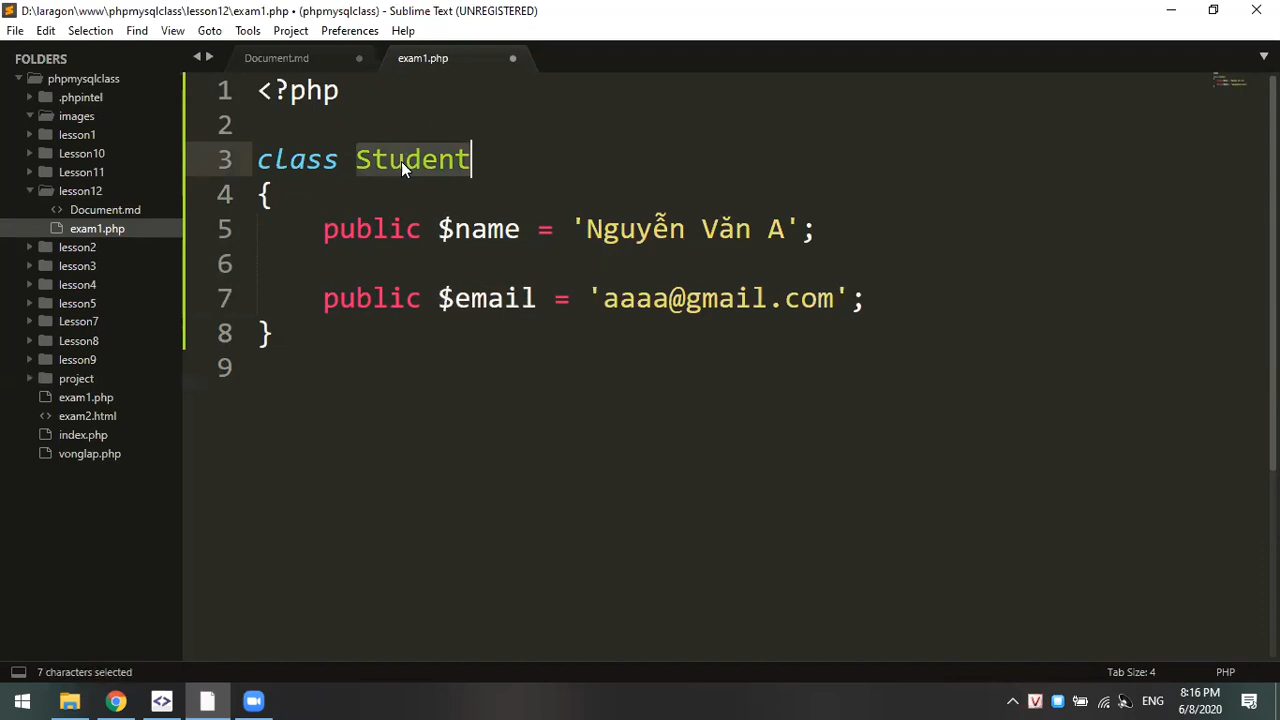 D:\laragon\www\phpmysqlclass\lesson12\exam1.php • (phpmysqlclass) - Sublime Text (UNREGISTERED)
File Edit Selection Find View Goto Tools Project Preferences Help
FOLDERS
phpmysqlclass
.phpintel
images
lesson1
Lesson10
Lesson11
lesson12
Document.md
exam1.php
lesson2
lesson3
lesson4
lesson5
Lesson7
Lesson8
lesson9
project
exam1.php
exam2.html
index.php
vonglap.php
Document.md
exam1.php
1 <?php
2
3 class Student
4 {
5 public $name = 'Nguyễn Văn A';
6
7 public $email = 'aaaa@gmail.com';
8 }
9
7 characters selected
Tab Size: 4 PHP
ENG
8:16 PM
6/8/2020